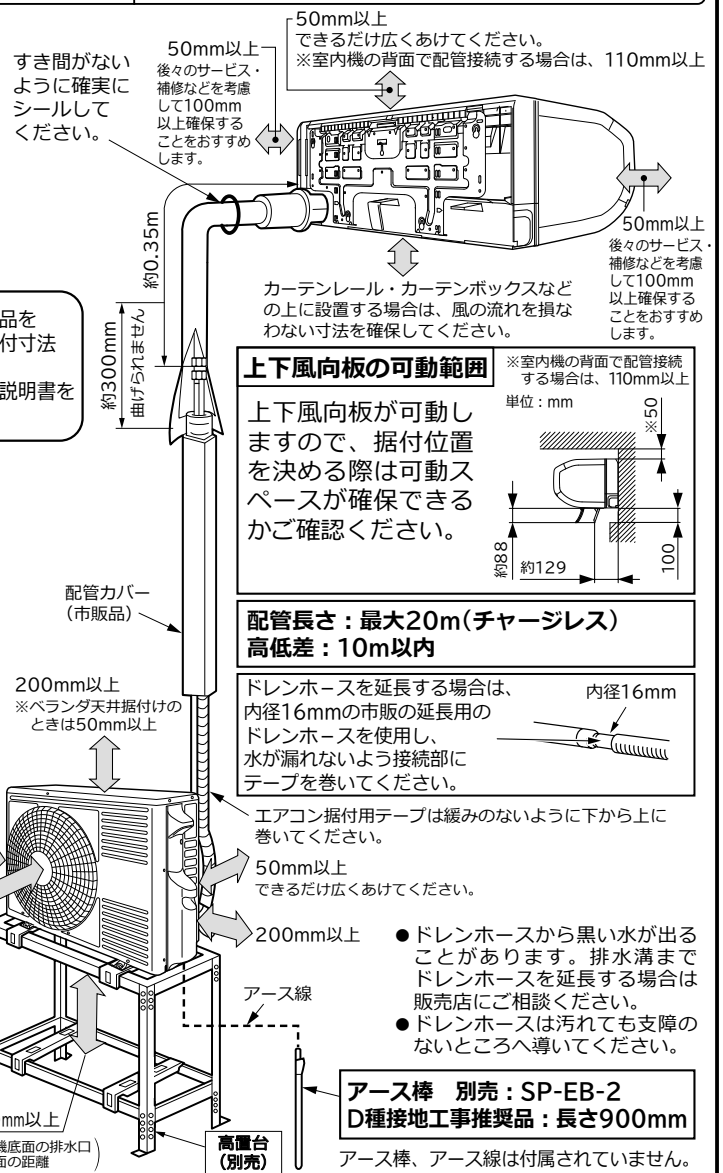 50mm以上
できるだけ広くあけてください。
※室内機の背面で配管接続する場合は、110mm以上
50mm以上
後々のサービス・
補修などを考慮
して100mm
以上確保する
ことをおすすめ
します。
すき間がない
ように確実に
シールして
ください。
50mm以上
後々のサービス・
補修などを考慮
して100mm
以上確保する
ことをおすすめ
します。
約0.35m
カーテンレール・カーテンボックスなど
の上に設置する場合は、風の流れを損な
わない寸法を確保してください。
品を
付寸法
説明書を
約300mm
曲げられません
上下風向板の可動範囲
上下風向板が可動し
ますので、据付位置
を決める際は可動ス
ペースが確保できる
かご確認ください。
※室内機の背面で配管接続
する場合は、110mm以上
単位：mm
※50
約88
約129
100
配管カバー
（市販品）
配管長さ：最大20m(チャージレス)
高低差：10m以内
ドレンホースを延長する場合は、
内径16mmの市販の延長用の
ドレンホースを使用し、
水が漏れないよう接続部に
テープを巻いてください。
内径16mm
200mm以上
※ベランダ天井据付けの
ときは50mm以上
エアコン据付用テープは緩みのないように下から上に
巻いてください。
50mm以上
できるだけ広くあけてください。
200mm以上
●ドレンホースから黒い水が出る
ことがあります。排水溝まで
ドレンホースを延長する場合は
販売店にご相談ください。
●ドレンホースは汚れても支障の
ないところへ導いてください。
アース線
アース棒　別売：SP-EB-2
D種接地工事推奨品：長さ900mm
アース棒、アース線は付属されていません。
mm以上
機底面の排水口
面の距離
高置台
（別売）